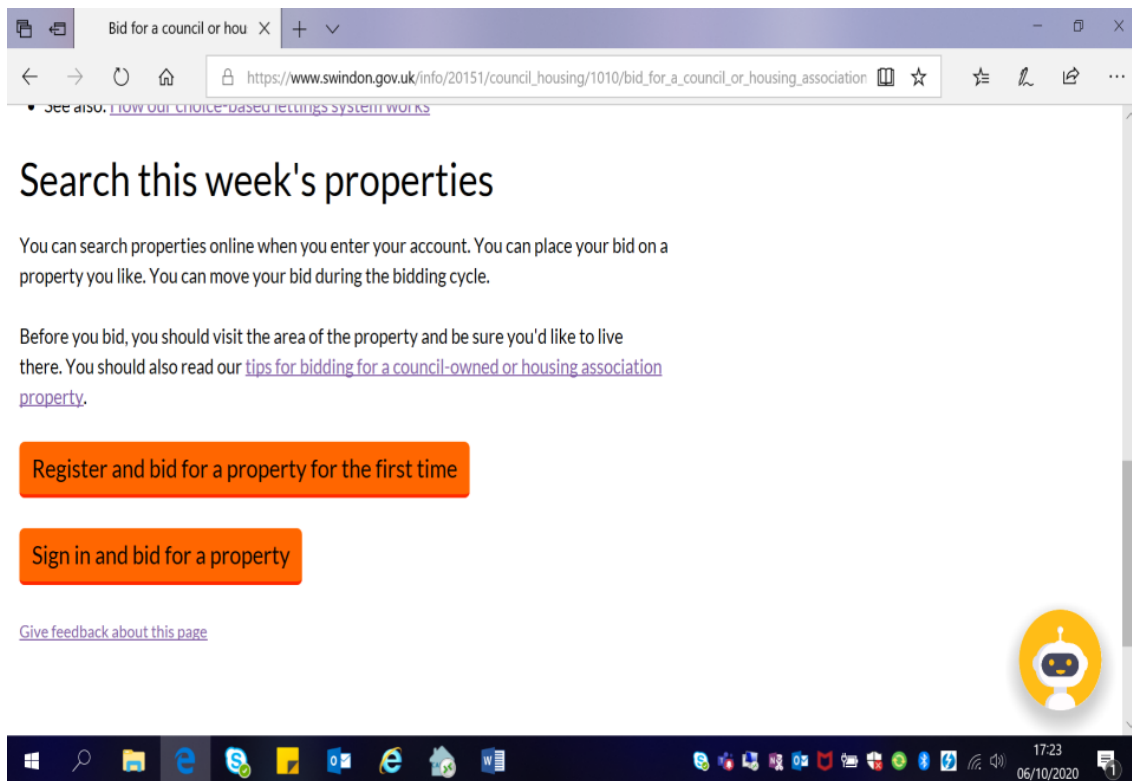 Bid for a council or hou
https://www.swindon.gov.uk/info/20151/council_housing/1010/bid_for_a_council_or_housing_association
• See also: How our choice-based lettings system works
Search this week's properties
You can search properties online when you enter your account. You can place your bid on a
property you like. You can move your bid during the bidding cycle.
Before you bid, you should visit the area of the property and be sure you'd like to live
there. You should also read our tips for bidding for a council-owned or housing association
property.
Register and bid for a property for the first time
Sign in and bid for a property
Give feedback about this page
17:23
06/10/2020